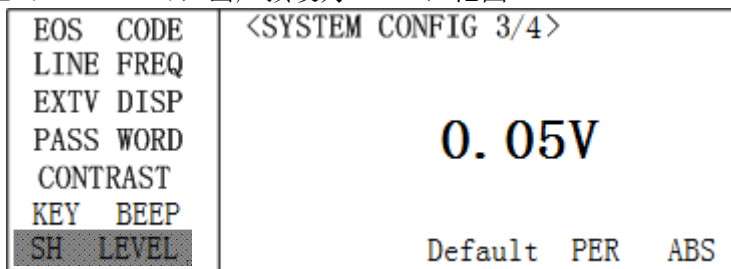 EOS CODE
LINE FREQ
EXTV DISP
PASS WORD
CONTRAST
KEY BEEP
SH LEVEL
<SYSTEM CONFIG 3/4>
0.05V
Default PER ABS